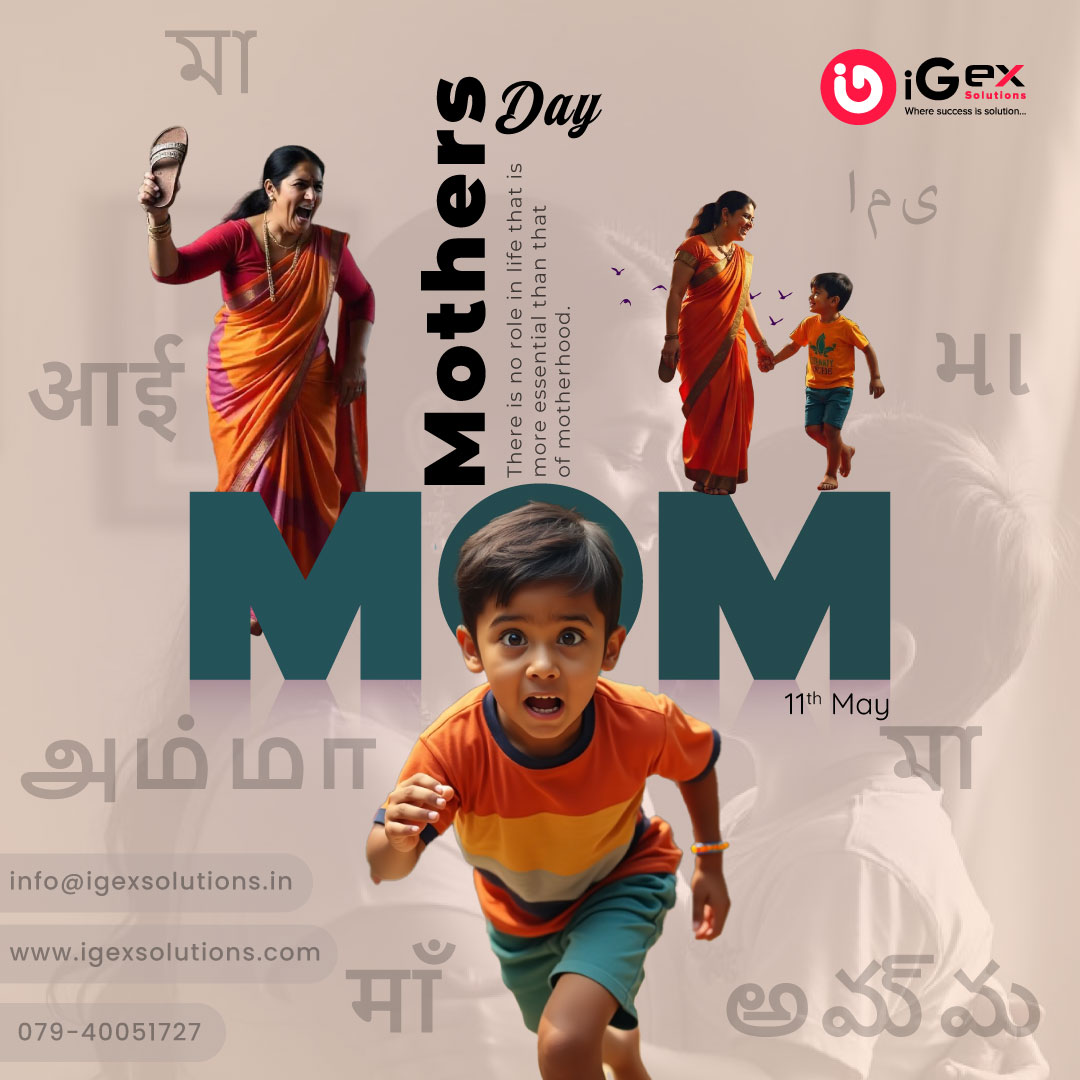 মা
Mothers
Day
There is no role in life that is
more essential than that
of motherhood.
iGex
Solutions
Where success is solution...
ا م ی
आई
મા
MOM
11th May
அம்மா
মা
info@igexsolutions.in
www.igexsolutions.com
079-40051727
माँ